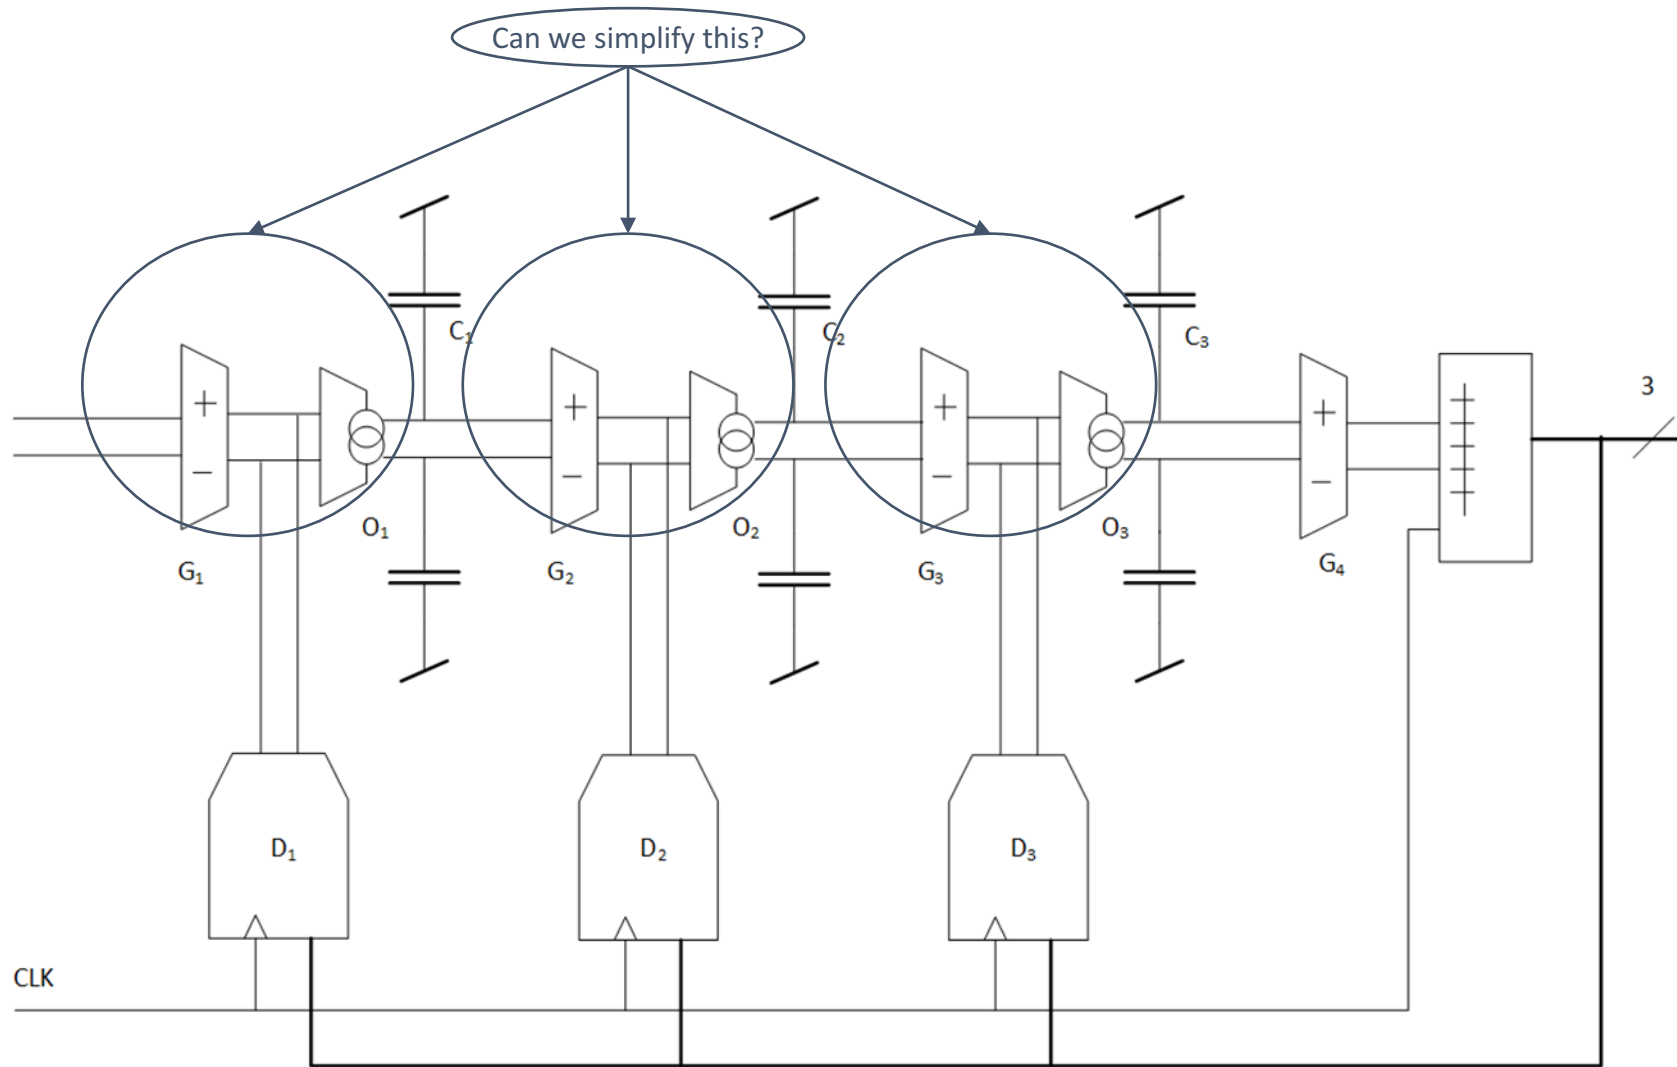 Can we simplify this?
C₁
C₂
C₃
+
+
+
+
3
−
−
−
−
O₁
O₂
O₃
G₁
G₂
G₃
G₄
D₁
D₂
D₃
CLK